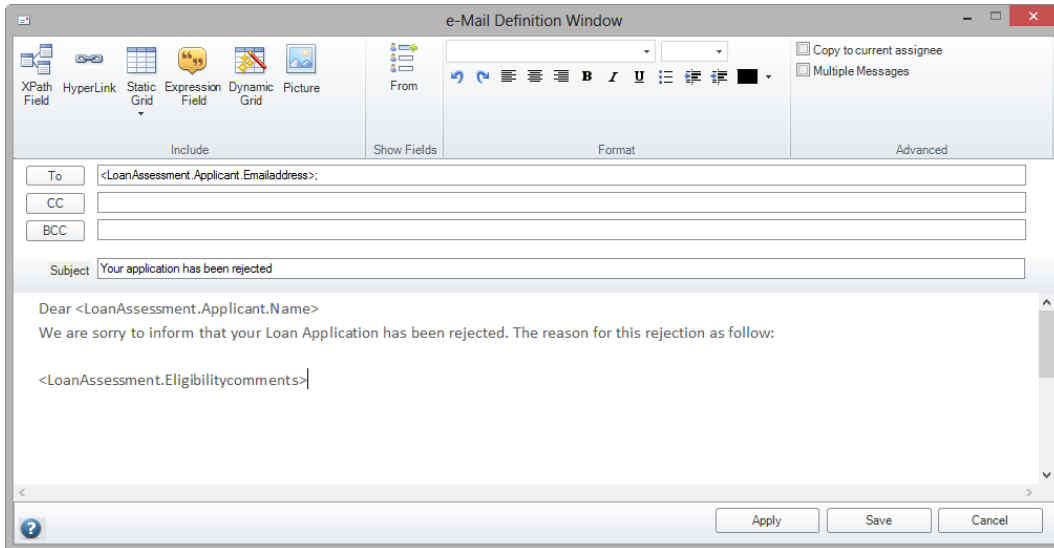 e-Mail Definition Window
XPath Field
HyperLink
Static Grid
Expression Field
Dynamic Grid
Picture
Include
From
Show Fields
B I U
Format
Copy to current assignee
Multiple Messages
Advanced
To <LoanAssessment.Applicant.Emailaddress>;
CC
BCC
Subject Your application has been rejected
Dear <LoanAssessment.Applicant.Name>
We are sorry to inform that your Loan Application has been rejected. The reason for this rejection as follow:
<LoanAssessment.Eligibilitycomments>
? Apply Save Cancel